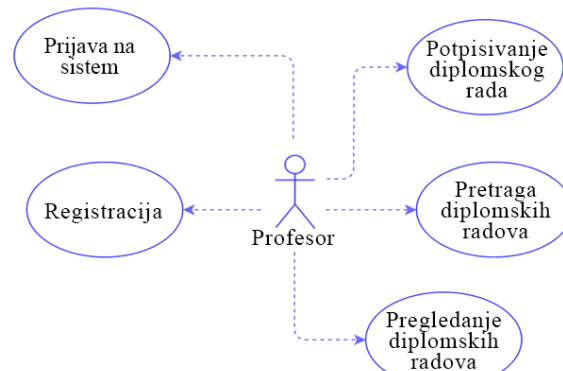 Prijava na
sistem
Potpisivanje
diplomskog
rada
Registracija
Profesor
Pretraga
diplomskih
radova
Pregledanje
diplomskih
radova